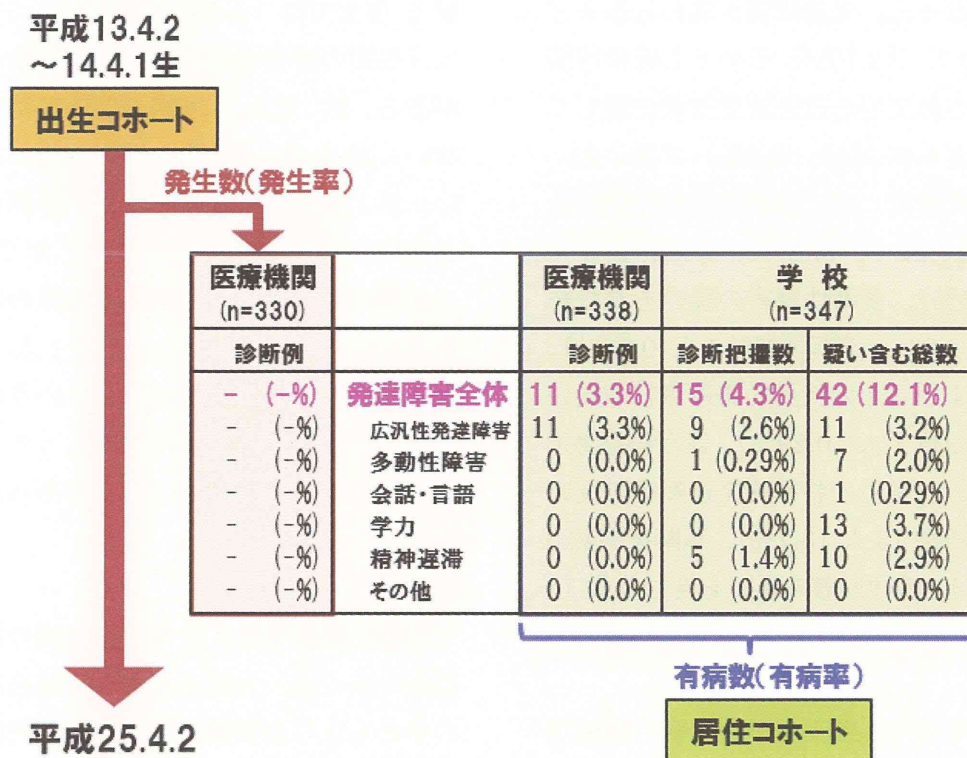 平成13.4.2
～14.4.1生
出生コホート
発生数(発生率)
医療機関 医療機関 学 校
(n=330) (n=338) (n=347)
診断例 診断例 診断把握数 疑い含む総数
- (-%) 発達障害全体 11 (3.3%) 15 (4.3%) 42 (12.1%)
- (-%) 広汎性発達障害 11 (3.3%) 9 (2.6%) 11 (3.2%)
- (-%) 多動性障害 0 (0.0%) 1 (0.29%) 7 (2.0%)
- (-%) 会話・言語 0 (0.0%) 0 (0.0%) 1 (0.29%)
- (-%) 学力 0 (0.0%) 0 (0.0%) 13 (3.7%)
- (-%) 精神遅滞 0 (0.0%) 5 (1.4%) 10 (2.9%)
- (-%) その他 0 (0.0%) 0 (0.0%) 0 (0.0%)
有病数(有病率)
平成25.4.2
居住コホート